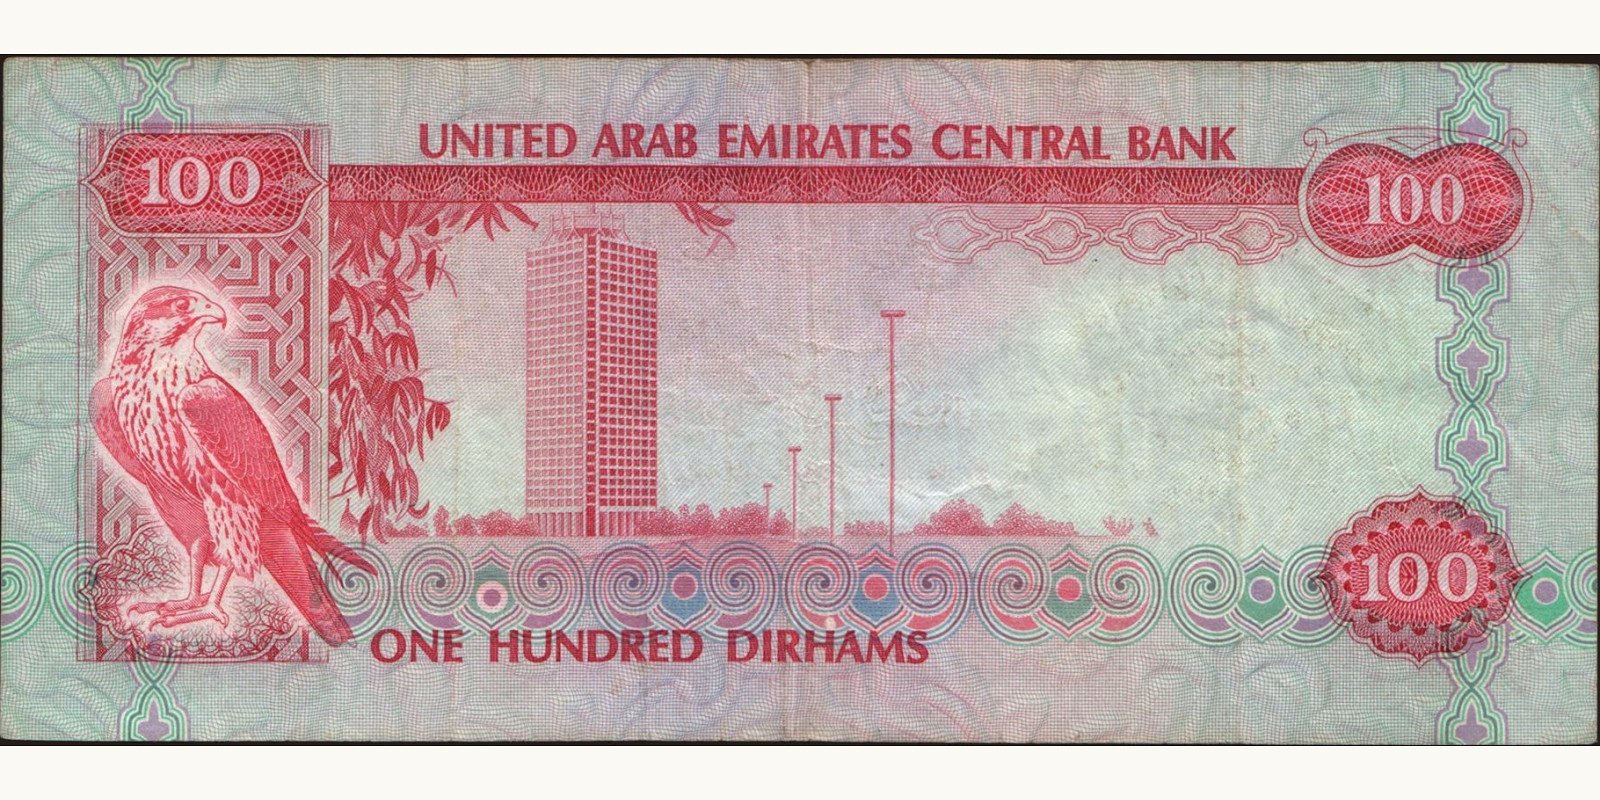 UNITED ARAB EMIRATES CENTRAL BANK
100
100
100
ONE HUNDRED DIRHAMS